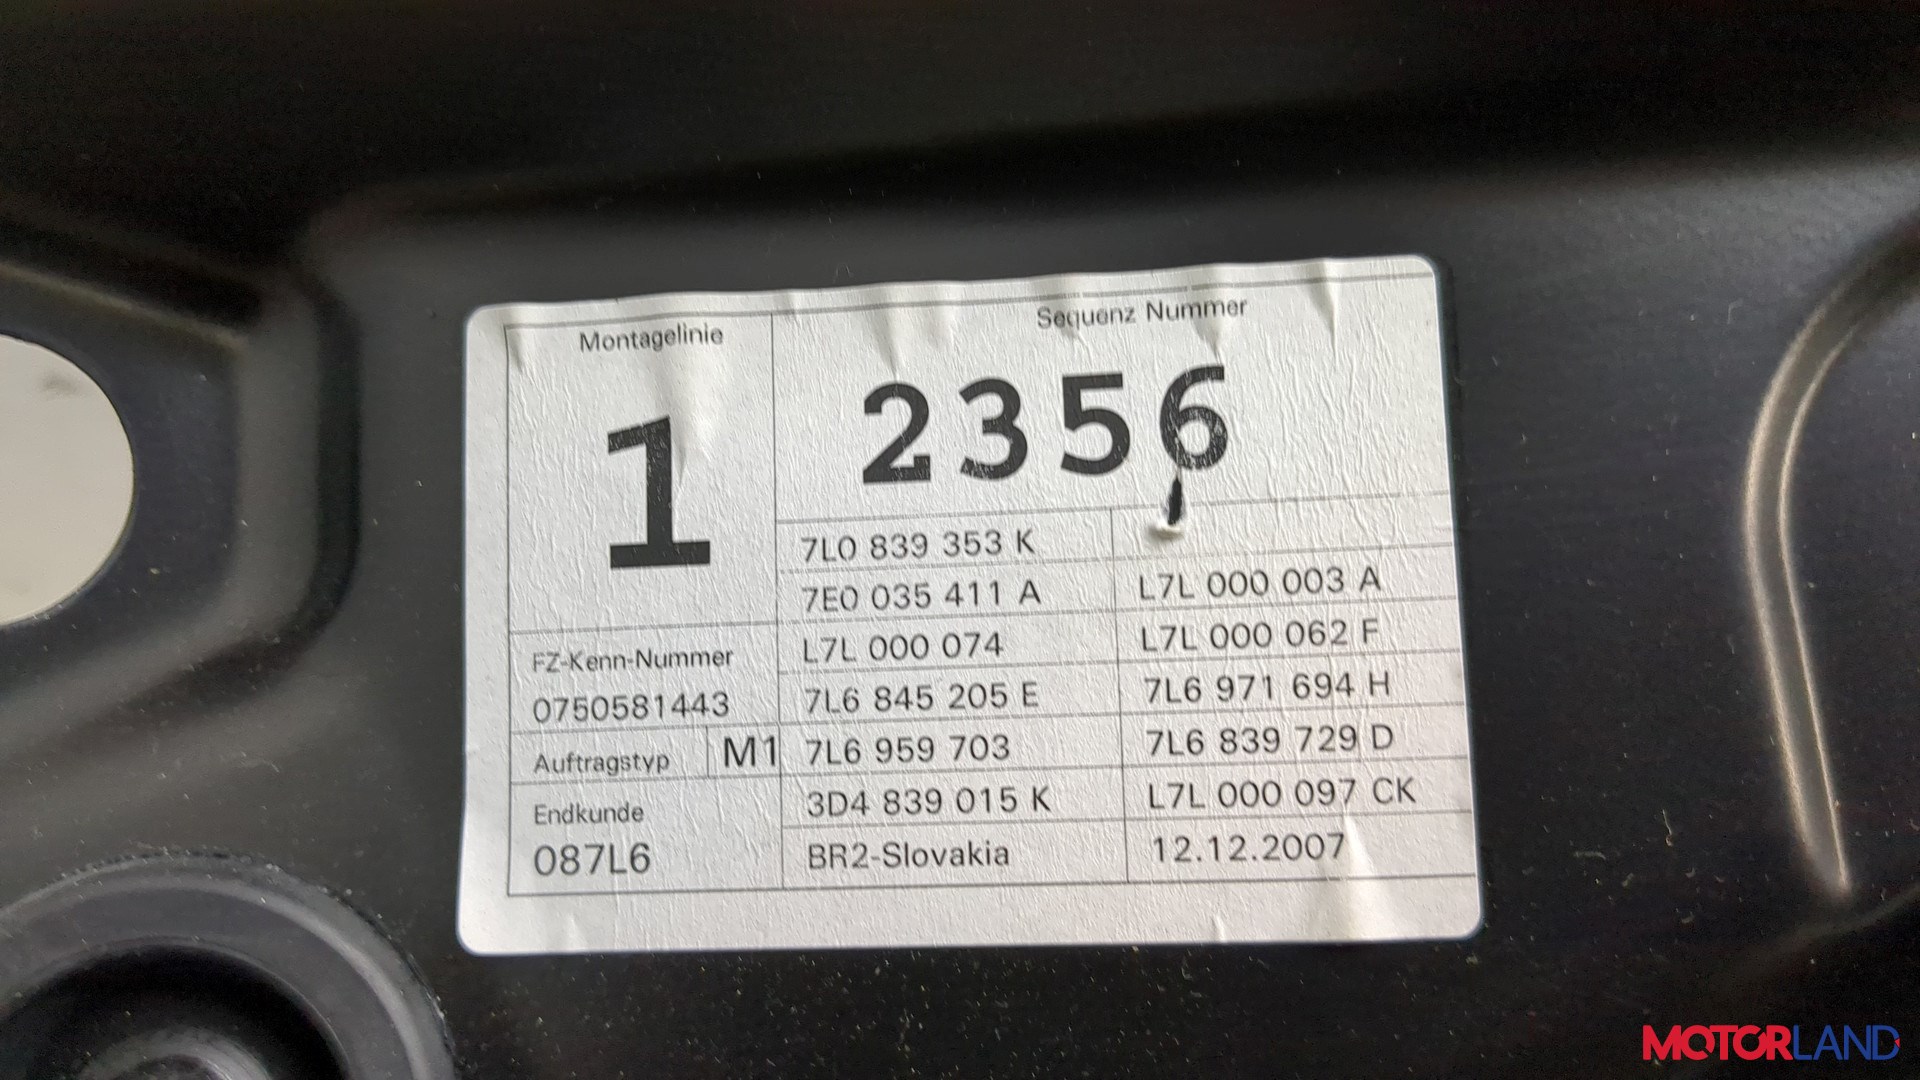 Montagelinie
1
Sequenz Nummer
2356
7L0 839 353 K
7E0 035 411 A L7L 000 003 A
L7L 000 074 L7L 000 062 F
FZ-Kenn-Nummer
0750581443
7L6 845 205 E 7L6 971 694 H
Auftragstyp M1
7L6 959 703 7L6 839 729 D
Endkunde
087L6
3D4 839 015 K L7L 000 097 CK
BR2-Slovakia 12.12.2007
MOTORLAND